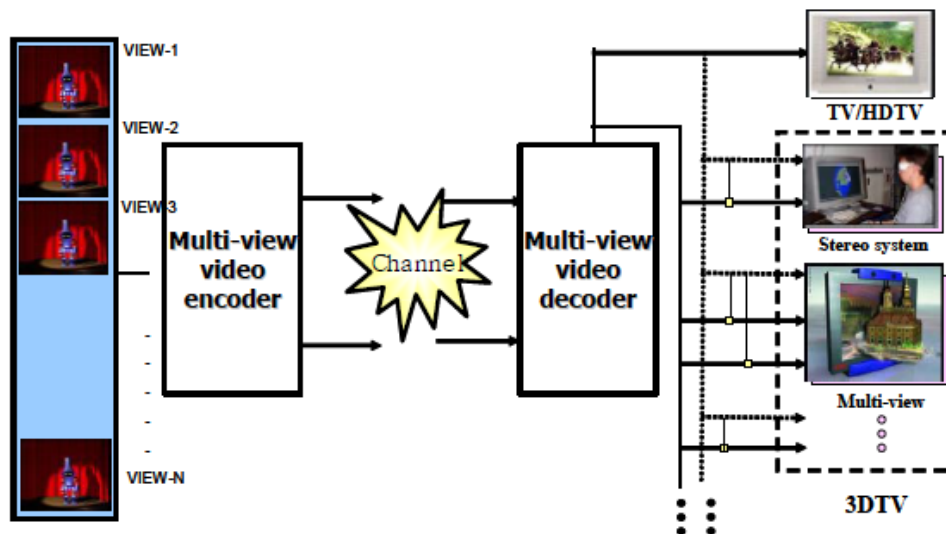 VIEW-1
VIEW-2
VIEW-3
VIEW-N
Multi-view
video
encoder
Channel
Multi-view
video
decoder
TV/HDTV
Stereo system
Multi-view
3DTV